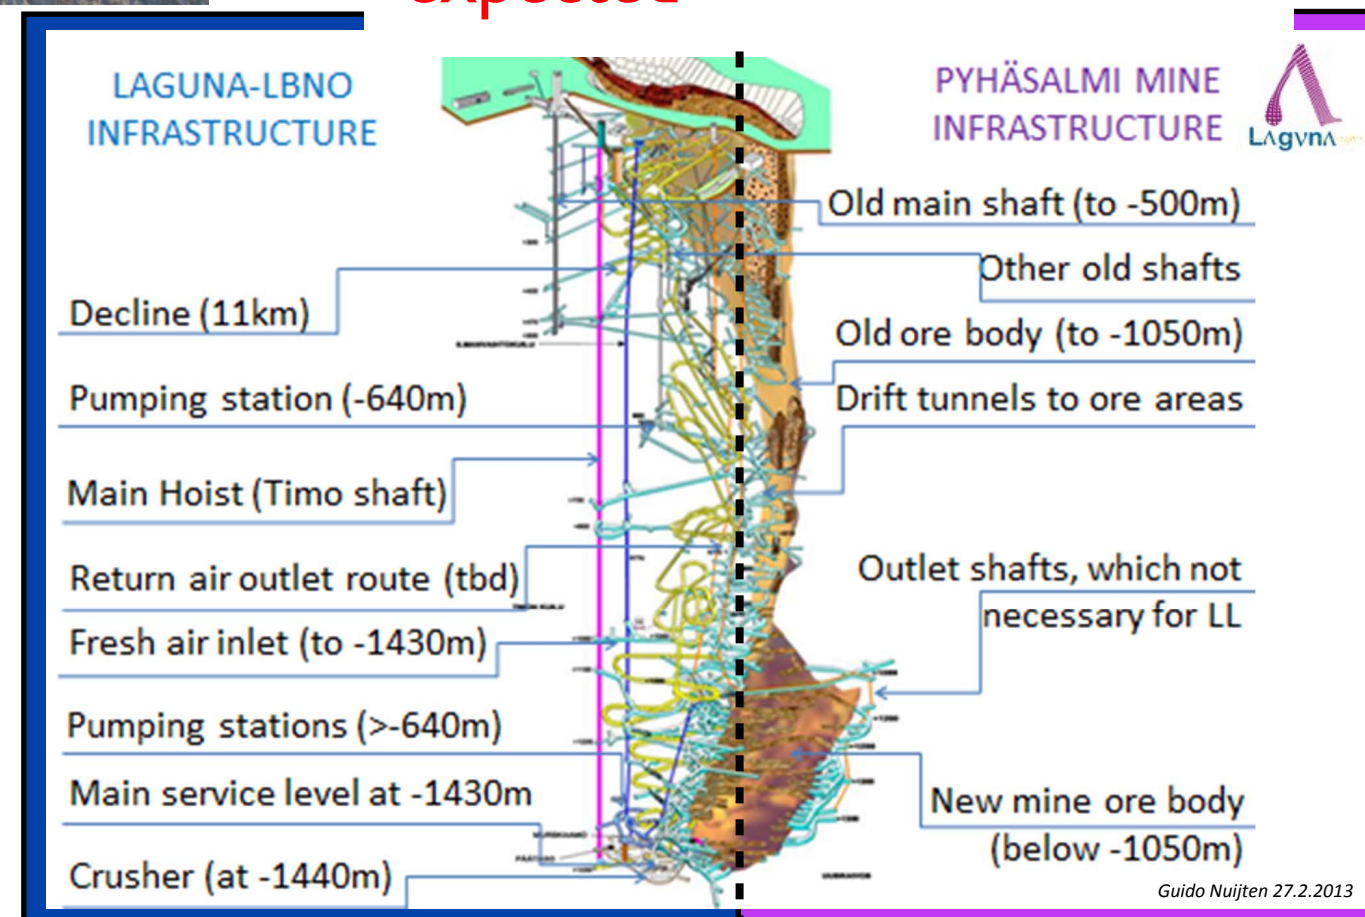 expected
LAGUNA-LBNO
INFRASTRUCTURE
PYHÄSALMI MINE
INFRASTRUCTURE
LAgvnA
Decline (11km)
Pumping station (-640m)
Main Hoist (Timo shaft)
Return air outlet route (tbd)
Fresh air inlet (to -1430m)
Pumping stations (>-640m)
Main service level at -1430m
Crusher (at -1440m)
Old main shaft (to -500m)
Other old shafts
Old ore body (to -1050m)
Drift tunnels to ore areas
Outlet shafts, which not
necessary for LL
New mine ore body
(below -1050m)
Guido Nuijten 27.2.2013